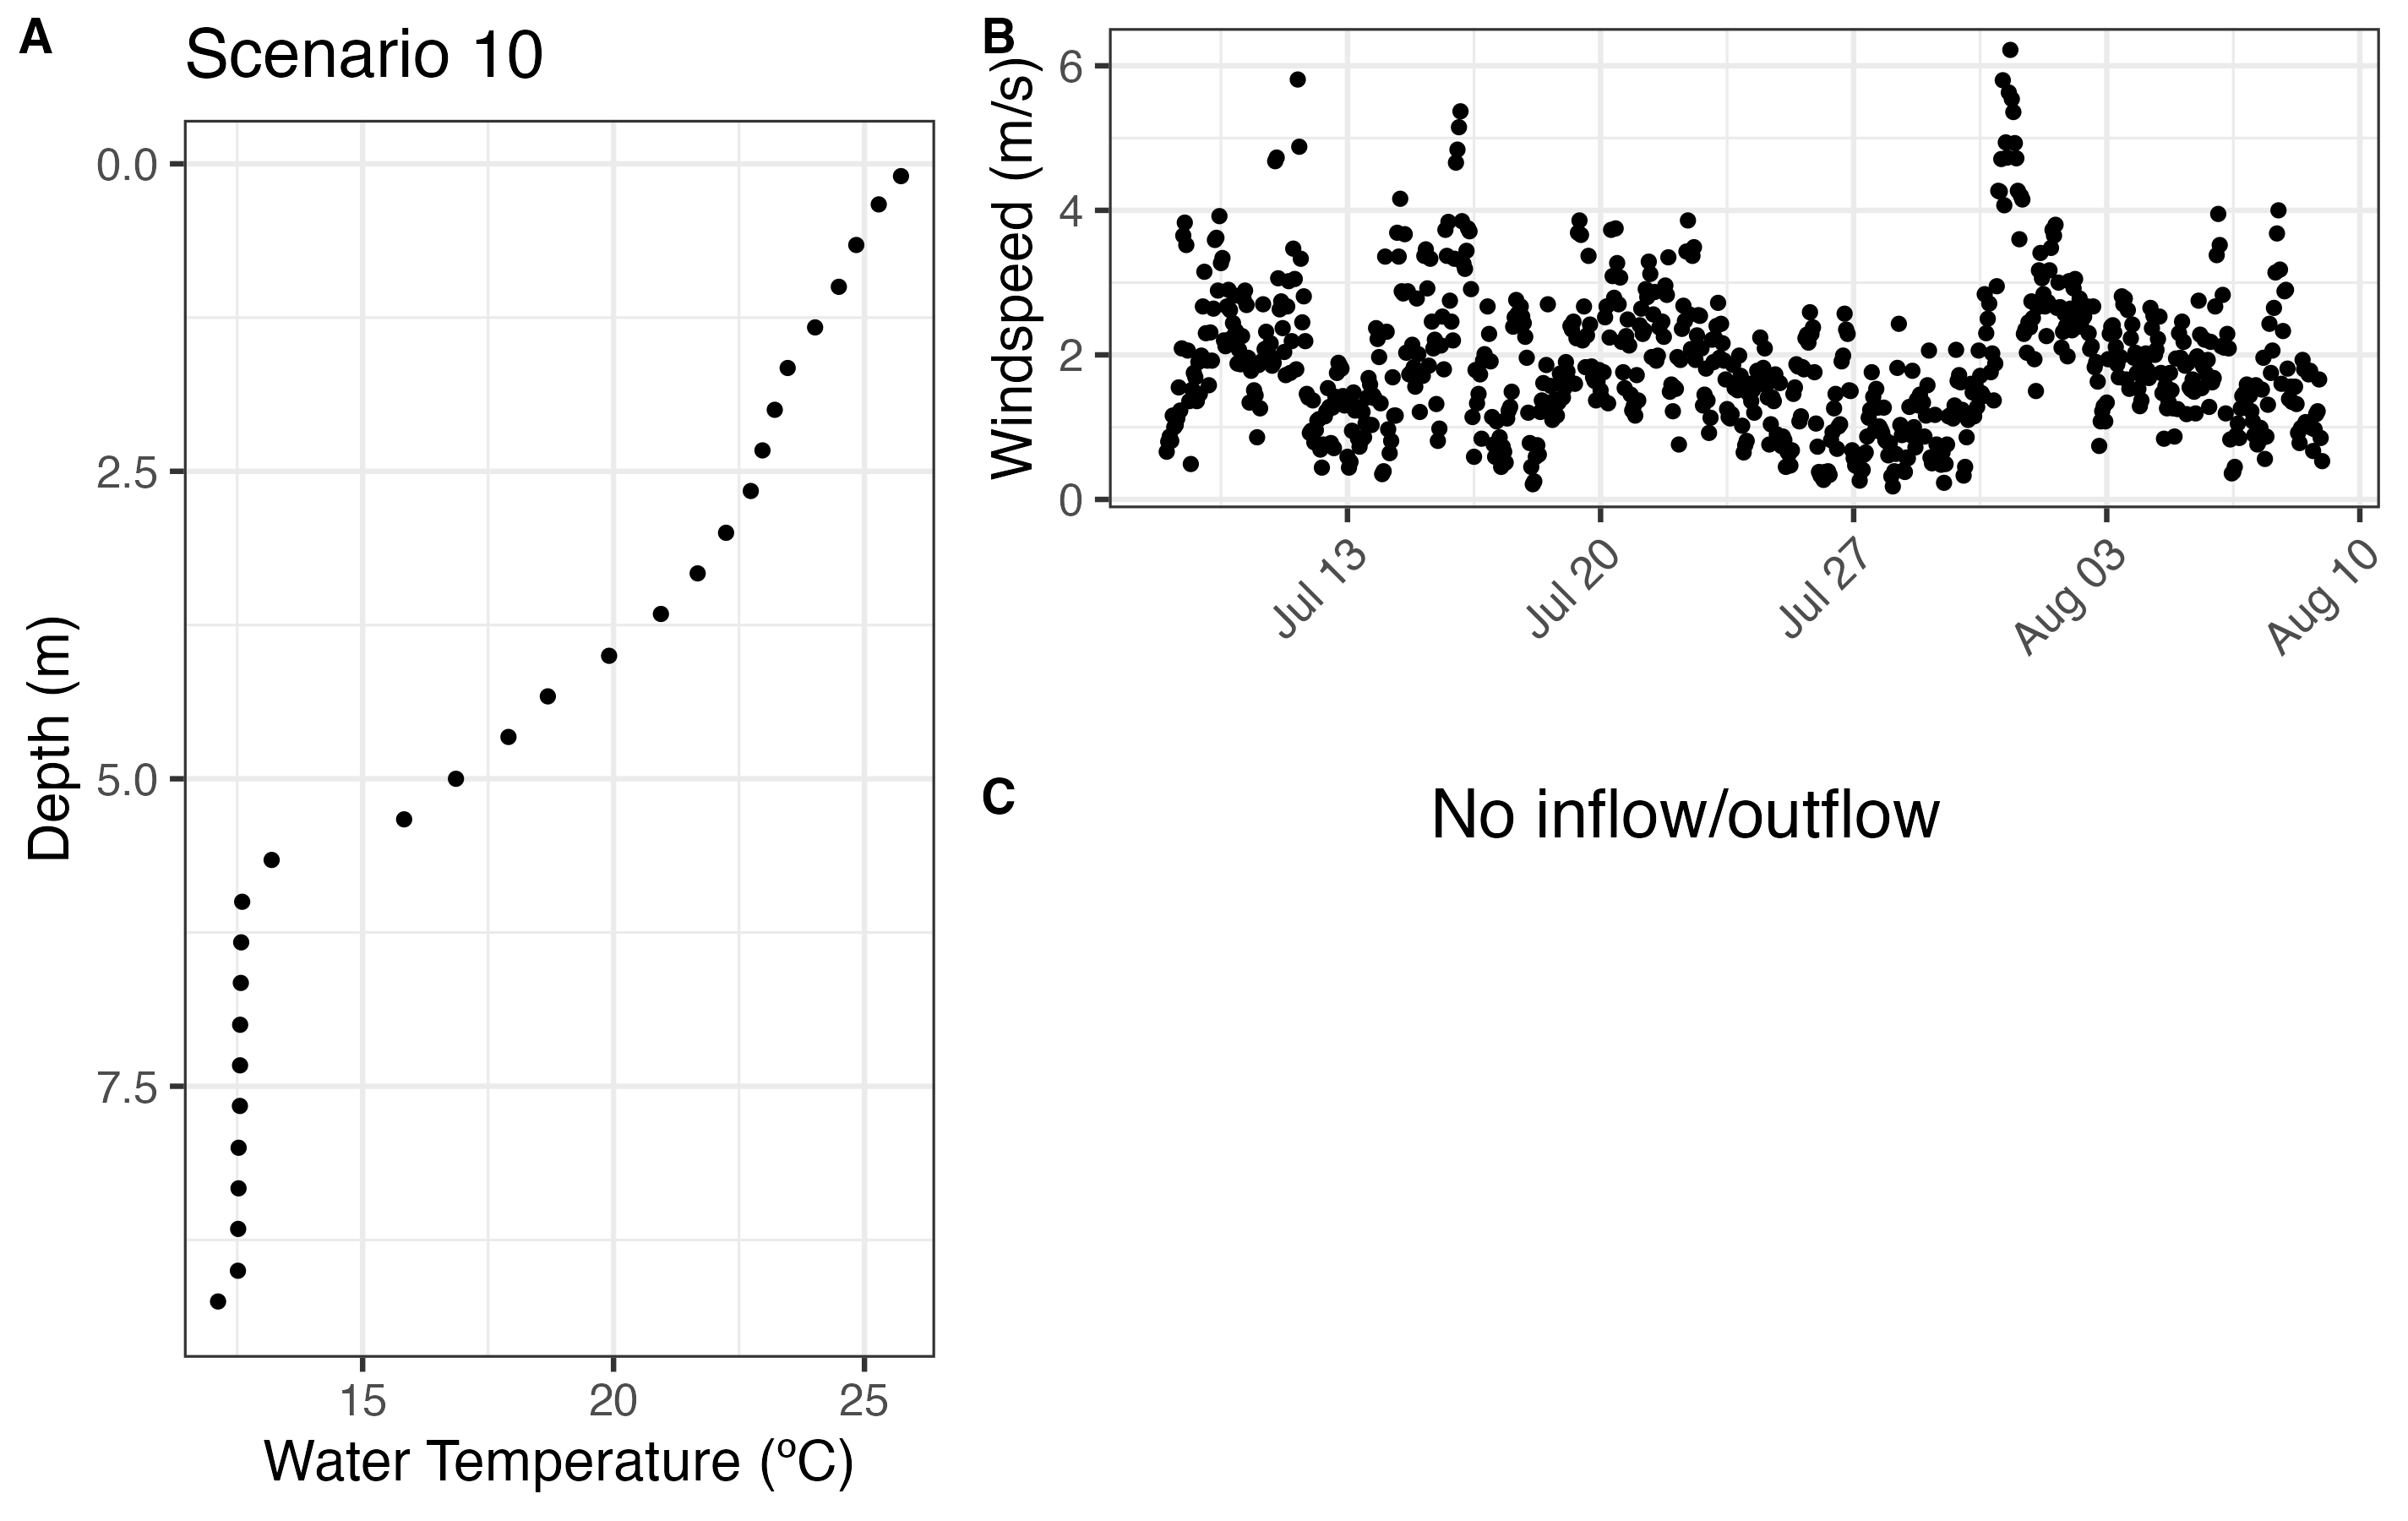 A
Scenario 10
0.0
2.5
5.0
7.5
Depth (m)
15 20 25
Water Temperature (ºC)
B
6
4
2
0
Windspeed (m/s)
Jul 13 Jul 20 Jul 27 Aug 03 Aug 10
C
No inflow/outflow